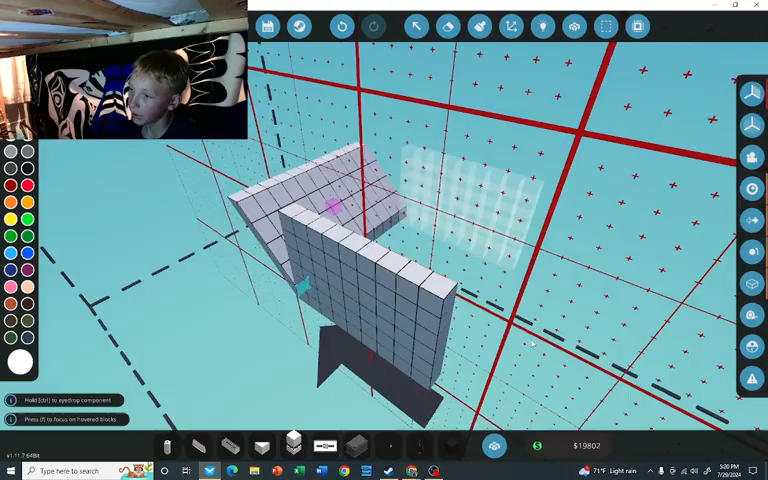 Hold [ctrl] to eyedrop component
Press [f] to focus on hovered blocks
$
$19802
v1.11.7 64Bit
Type here to search
71°F Light rain
5:20 PM
7/29/2024